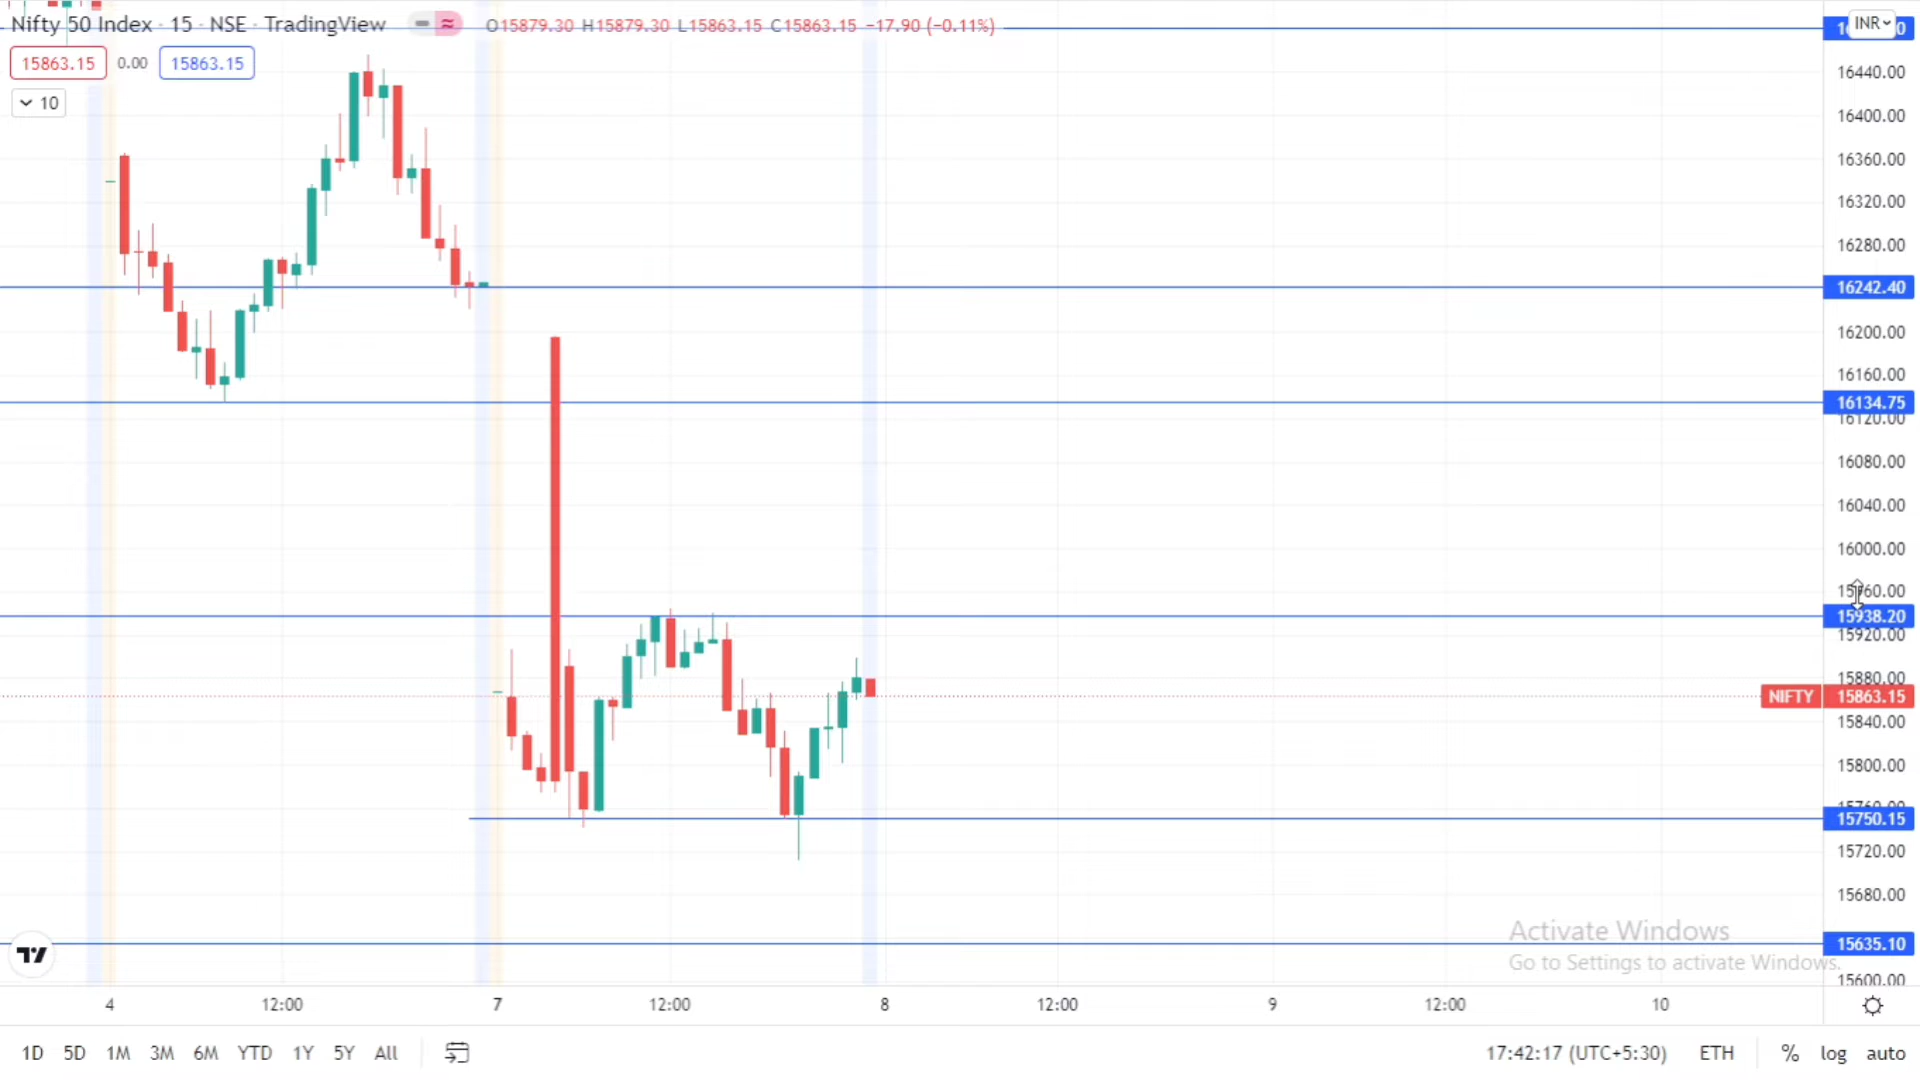 Nifty 50 Index · 15 · NSE · TradingView
O15879.30 H15879.30 L15863.15 C15863.15 −17.90 (−0.11%)
INR
15863.15 0.00 15863.15
10
16440.00
16400.00
16360.00
16320.00
16280.00
16242.40
16200.00
16160.00
16134.75
16120.00
16080.00
16040.00
16000.00
15938.20
15920.00
15880.00
NIFTY 15863.15
15840.00
15800.00
15760.00
15750.15
15720.00
15680.00
Activate Windows
15635.10
Go to Settings to activate Windows.
15600.00
4 12:00 7 12:00 8 12:00 9 12:00 10
1D 5D 1M 3M 6M YTD 1Y 5Y All 17:42:17 (UTC+5:30) ETH % log auto